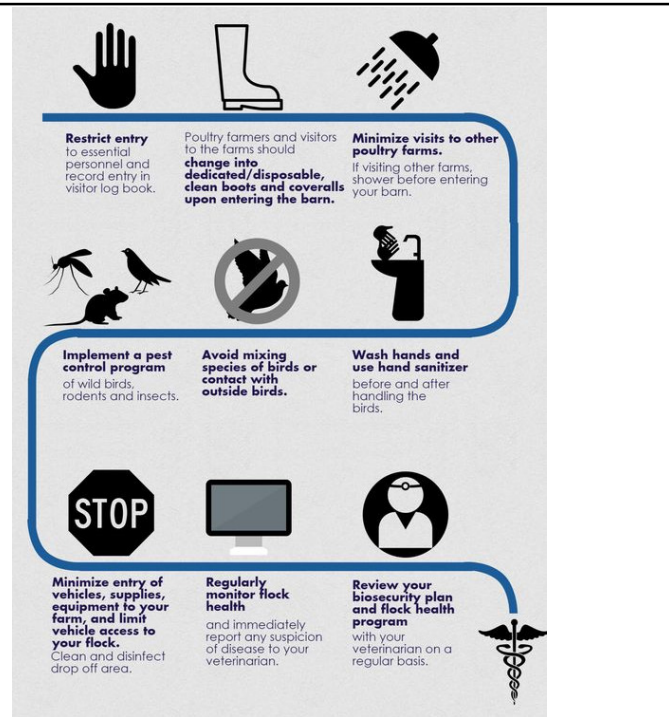 Restrict entry
to essential
personnel and
record entry in
visitor log book.
Poultry farmers and visitors
to the farms should
change into
dedicated/disposable,
clean boots and coveralls
upon entering the barn.
Minimize visits to other
poultry farms.
If visiting other farms,
shower before entering
your barn.
Implement a pest
control program
of wild birds,
rodents and insects.
Avoid mixing
species of birds or
contact with
outside birds.
Wash hands and
use hand sanitizer
before and after
handling the
birds.
STOP
Minimize entry of
vehicles, supplies,
equipment to your
farm, and limit
vehicle access to
your flock.
Clean and disinfect
drop off area.
Regularly
monitor flock
health
and immediately
report any suspicion
of disease to your
veterinarian.
Review your
biosecurity plan
and flock health
program
with your
veterinarian on a
regular basis.